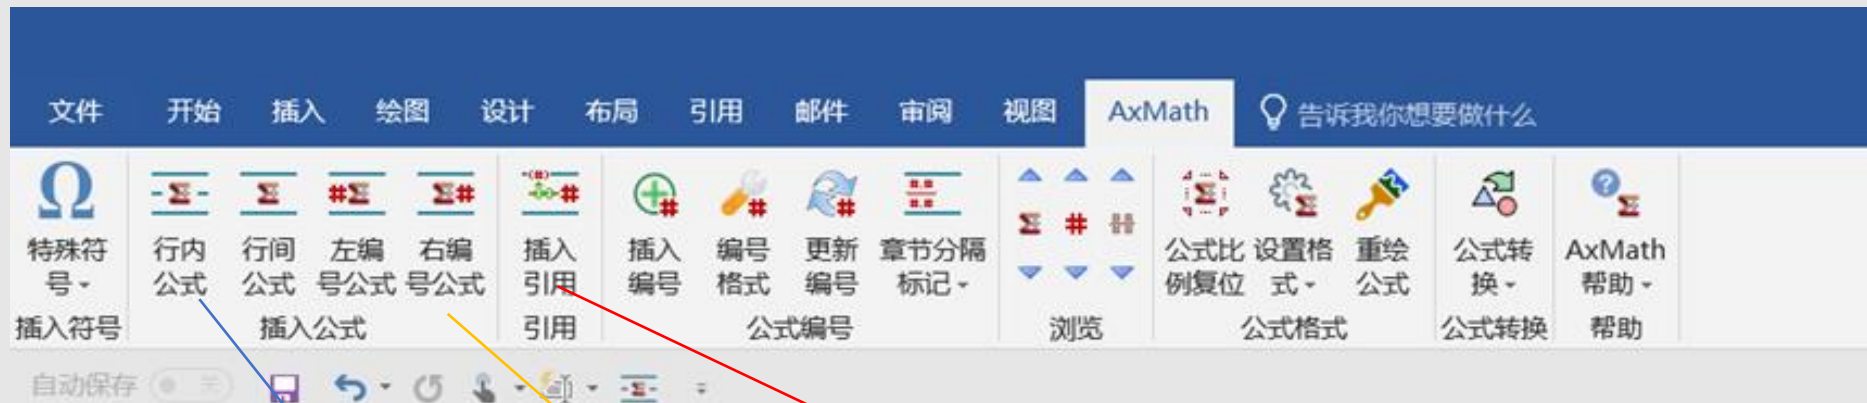 文件 开始 插入 绘图 设计 布局 引用 邮件 审阅 视图 AxMath 告诉我你想要做什么
特殊符 行内 行间 左编 右编 插入 插入 编号 更新 章节分隔 公式比 设置格 重绘 公式转 AxMath
号 公式 公式 号公式 号公式 引用 编号 格式 编号 标记 例复位 式 公式 换 帮助
插入符号 插入公式 引用 公式编号 浏览 公式格式 公式转换 帮助
自动保存 关